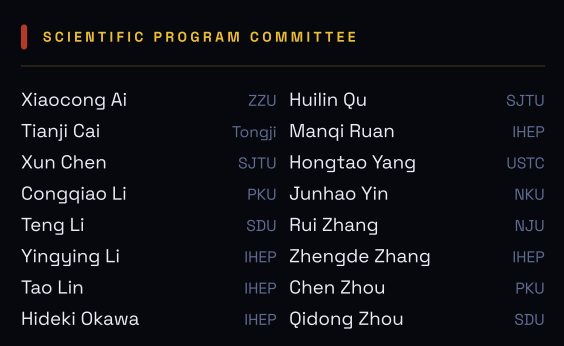 SCIENTIFIC PROGRAM COMMITTEE
Xiaocong Ai ZZU
Tianji Cai Tongji
Xun Chen SJTU
Congqiao Li PKU
Teng Li SDU
Yingying Li IHEP
Tao Lin IHEP
Hideki Okawa IHEP
Huilin Qu SJTU
Manqi Ruan IHEP
Hongtao Yang USTC
Junhao Yin NKU
Rui Zhang NJU
Zhengde Zhang IHEP
Chen Zhou PKU
Qidong Zhou SDU